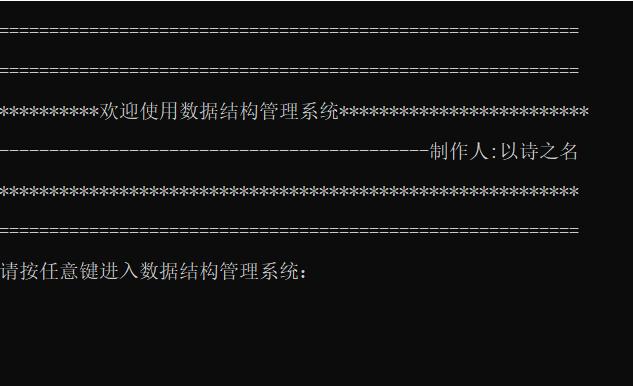 ==========================================================
==========================================================
**********欢迎使用数据结构管理系统*************************
-------------------------------------------制作人:以诗之名
**********************************************************
==========================================================
请按任意键进入数据结构管理系统: